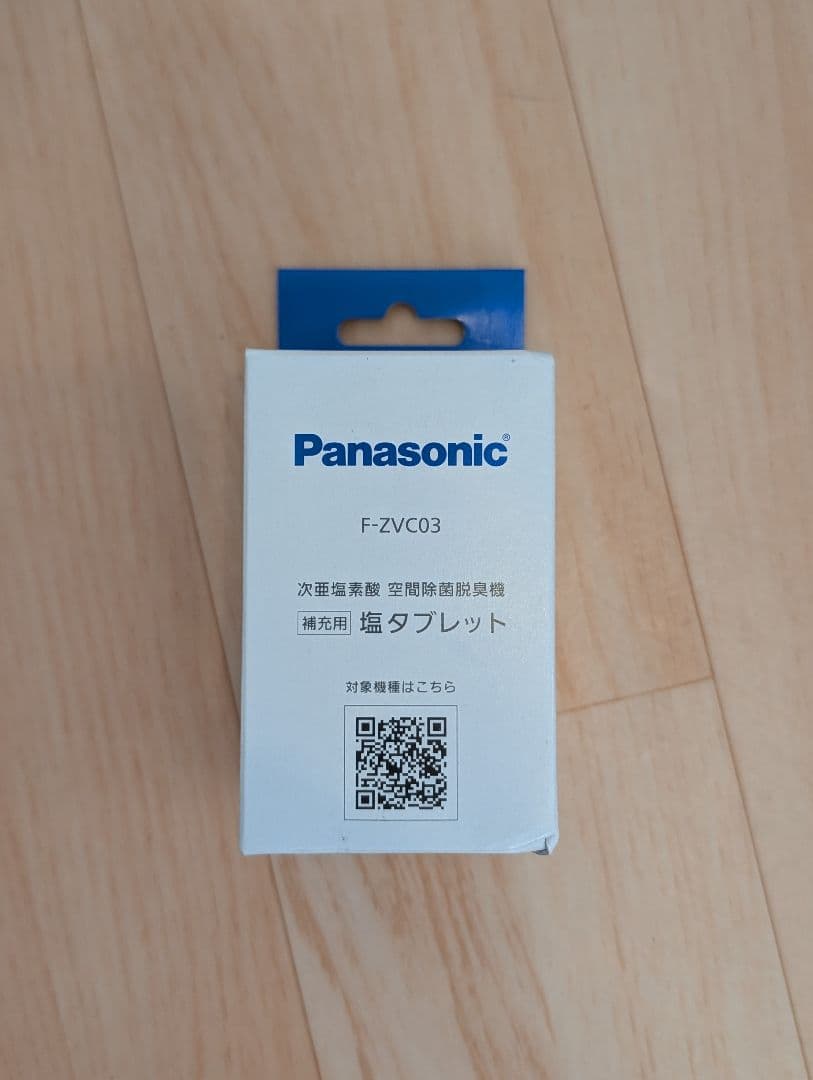 Panasonic®
F-ZVC03
次亜塩素酸 空間除菌脱臭機
補充用 塩タブレット
対象機種はこちら